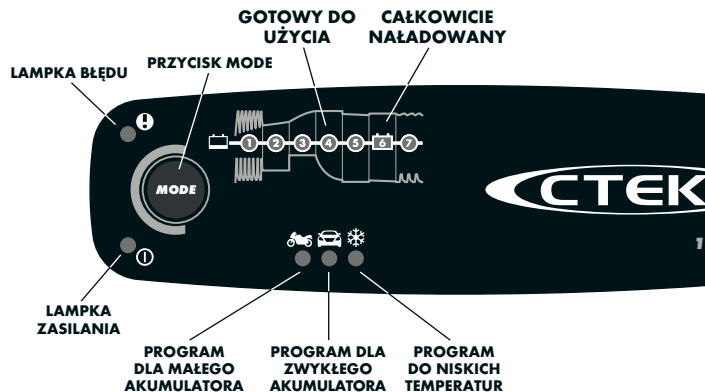 GOTOWY DO
UŻYCIA
CAŁKOWICIE
NAŁADOWANY
LAMPKA BŁĘDU
PRZYCISK MODE
1 2 3 4 5 6 7
MODE
CTEK
1
LAMPKA
ZASILANIA
PROGRAM
DLA MAŁEGO
AKUMULATORA
PROGRAM DLA
ZWYKŁEGO
AKUMULATORA
PROGRAM
DO NISKICH
TEMPERATUR